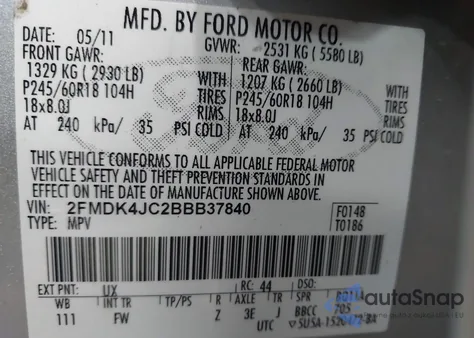 MFD. BY FORD MOTOR CO.
DATE: 05/11 GVWR: 2531 KG ( 5580 LB)
FRONT GAWR: REAR GAWR:
1329 KG ( 2930 LB) WITH 1207 KG ( 2660 LB) WITH
P245/60R18 104H TIRES P245/60R18 104H TIRES
18x8.0J RIMS 18x8.0J RIMS
AT 240 kPa/ 35 PSI COLD AT 240 kPa/ 35 PSI COLD
THIS VEHICLE CONFORMS TO ALL APPLICABLE FEDERAL MOTOR
VEHICLE SAFETY AND THEFT PREVENTION STANDARDS IN
EFFECT ON THE DATE OF MANUFACTURE SHOWN ABOVE.
VIN: 2FMDK4JC2BBB37840 F0148
TYPE: MPV T0186
EXT PNT: UX RC: 44 DSO:
WB INT TR TP/PS R AXLE TR SPR
111 FW Z 3E J BBCC
UTC
autoSnap
Ford